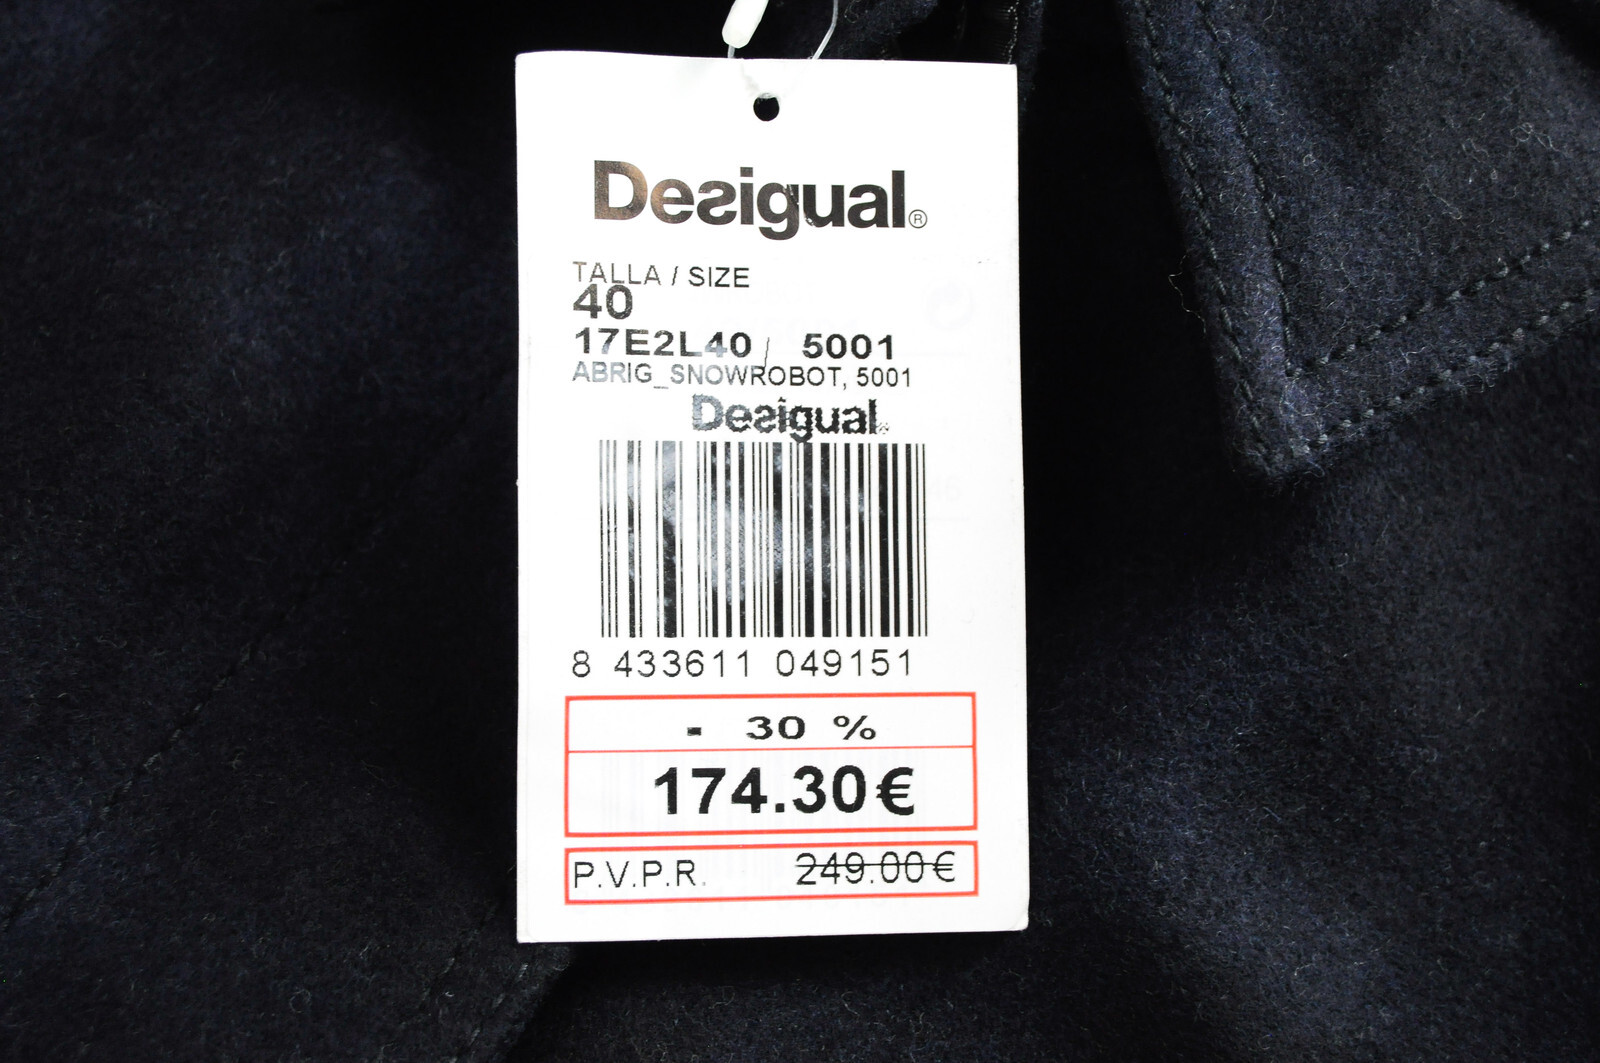 Desigual®
TALLA / SIZE
40
17E2L40 / 5001
ABRIG_SNOWROBOT, 5001
Desigual®
8 433611 049151
- 30 %
174.30€
P.V.P.R. 249.00€